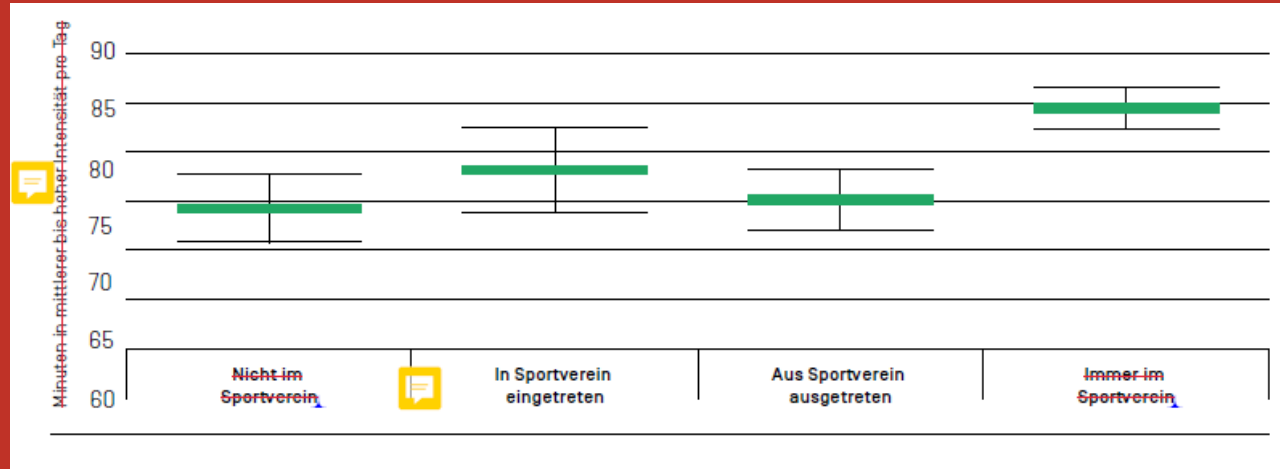 Minuten in mittlerer bis hoher Intensität pro Tag
90
85
80
75
70
65
60
Nicht im
Sportverein
In Sportverein
eingetreten
Aus Sportverein
ausgetreten
Immer im
Sportverein